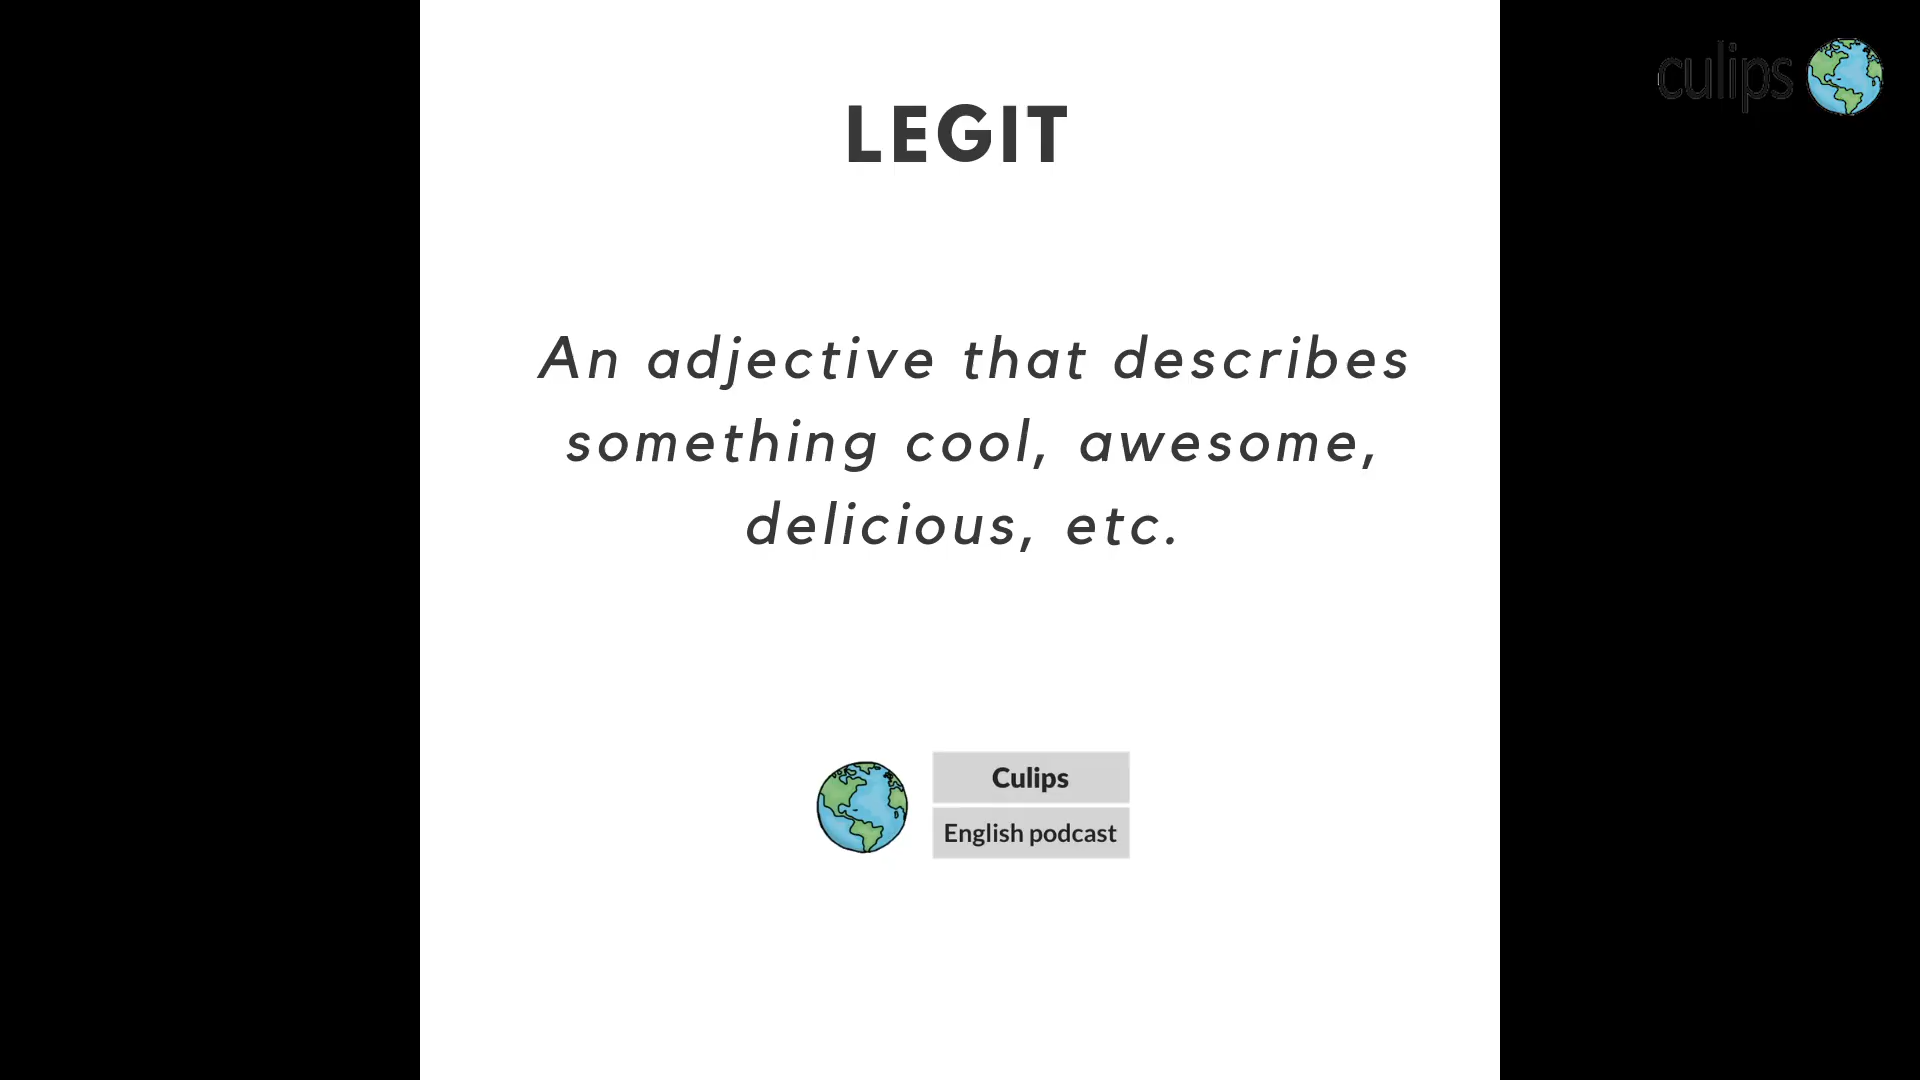 culips
LEGIT
An adjective that describes
something cool, awesome,
delicious, etc.
Culips
English podcast